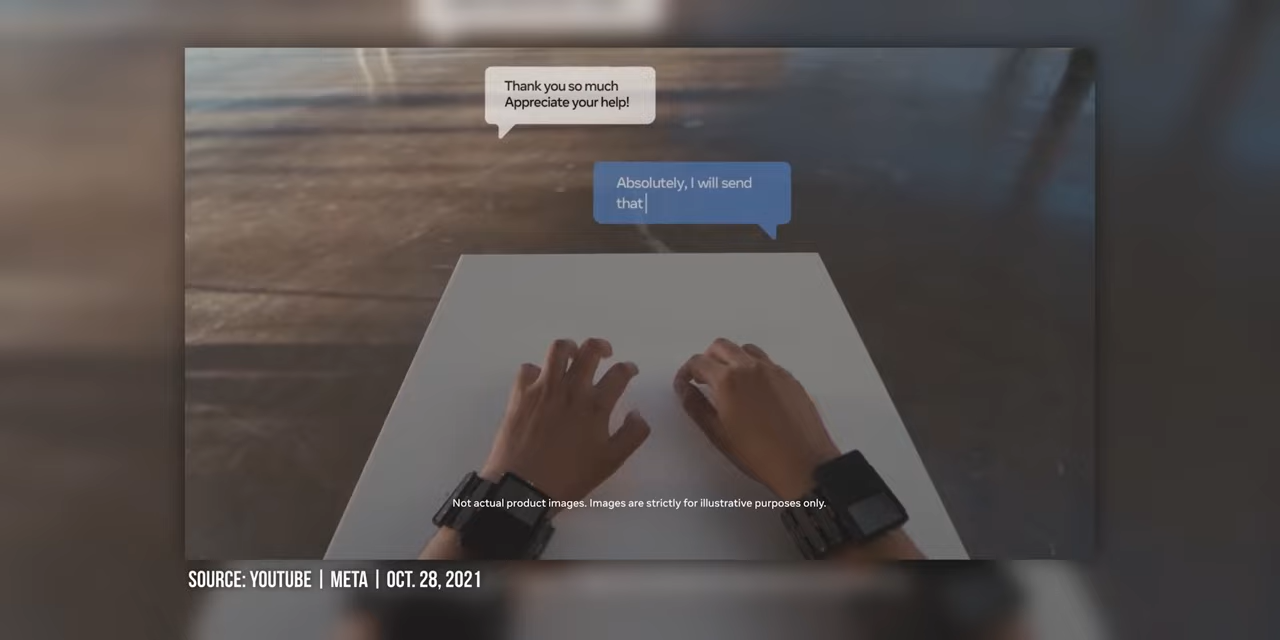 Thank you so much
Appreciate your help!
Absolutely, I will send
that
Not actual product images. Images are strictly for illustrative purposes only.
SOURCE: YOUTUBE | META | OCT. 28, 2021